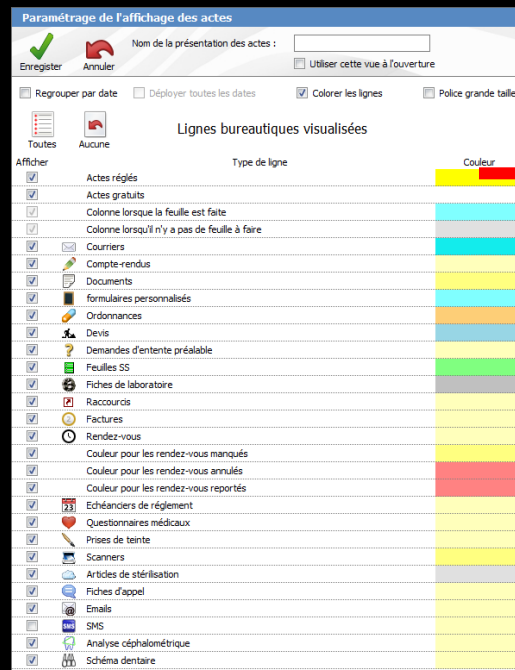 Paramétrage de l'affichage des actes
Enregister Annuler Nom de la présentation des actes :
Utiliser cette vue à l'ouverture
Regrouper par date Déployer toutes les dates Colorer les lignes Police grande taille
Toutes Aucune Lignes bureautiques visualisées
Afficher Type de ligne Couleur
Actes réglés
Actes gratuits
Colonne lorsque la feuille est faite
Colonne lorsqu'il n'y a pas de feuille à faire
Courriers
Compte-rendus
Documents
formulaires personnalisés
Ordonnances
Devis
Demandes d'entente préalable
Feuilles SS
Fiches de laboratoire
Raccourcis
Factures
Rendez-vous
Couleur pour les rendez-vous manqués
Couleur pour les rendez-vous annulés
Couleur pour les rendez-vous reportés
23 Echéanciers de réglement
Questionnaires médicaux
Prises de teinte
Scanners
Articles de stérilisation
Fiches d'appel
@ Emails
SMS SMS
Analyse céphalométrique
Schéma dentaire